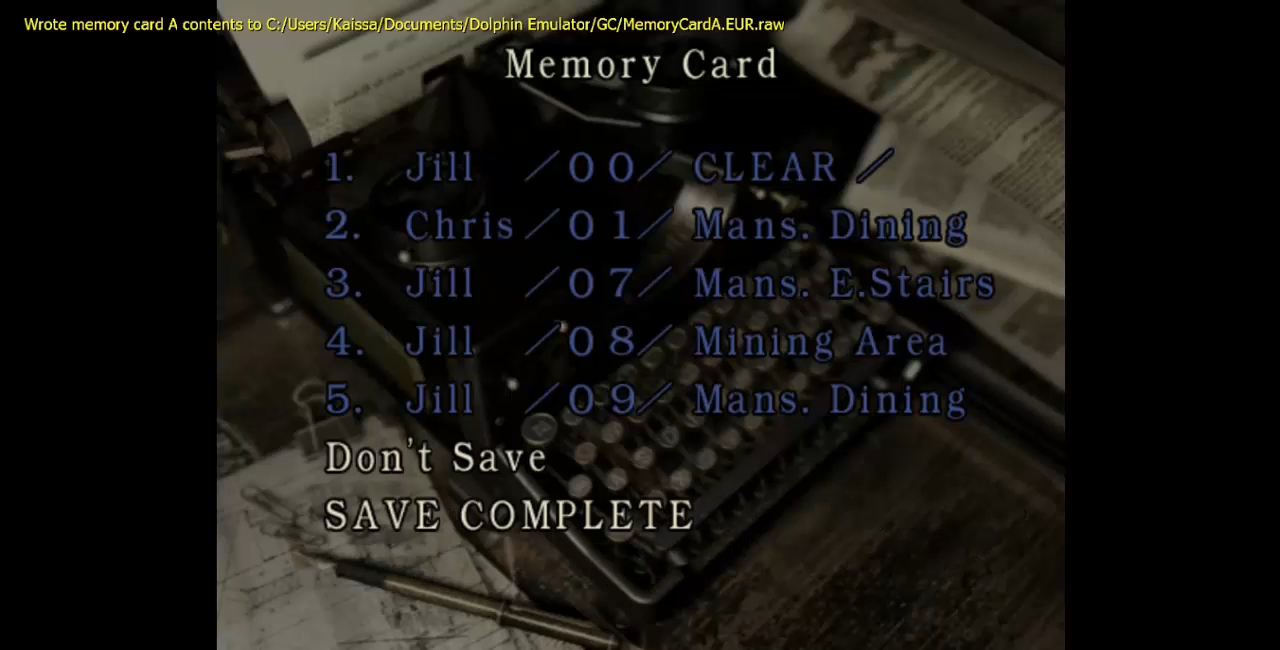 Wrote memory card A contents to C:/Users/Kaissa/Documents/Dolphin Emulator/GC/MemoryCardA.EUR.raw
Memory Card
1. Jill ／00／ CLEAR ／
2. Chris／01／ Mans. Dining
3. Jill ／07／ Mans. E.Stairs
4. Jill ／08／ Mining Area
5. Jill ／09／ Mans. Dining
Don't Save
SAVE COMPLETE